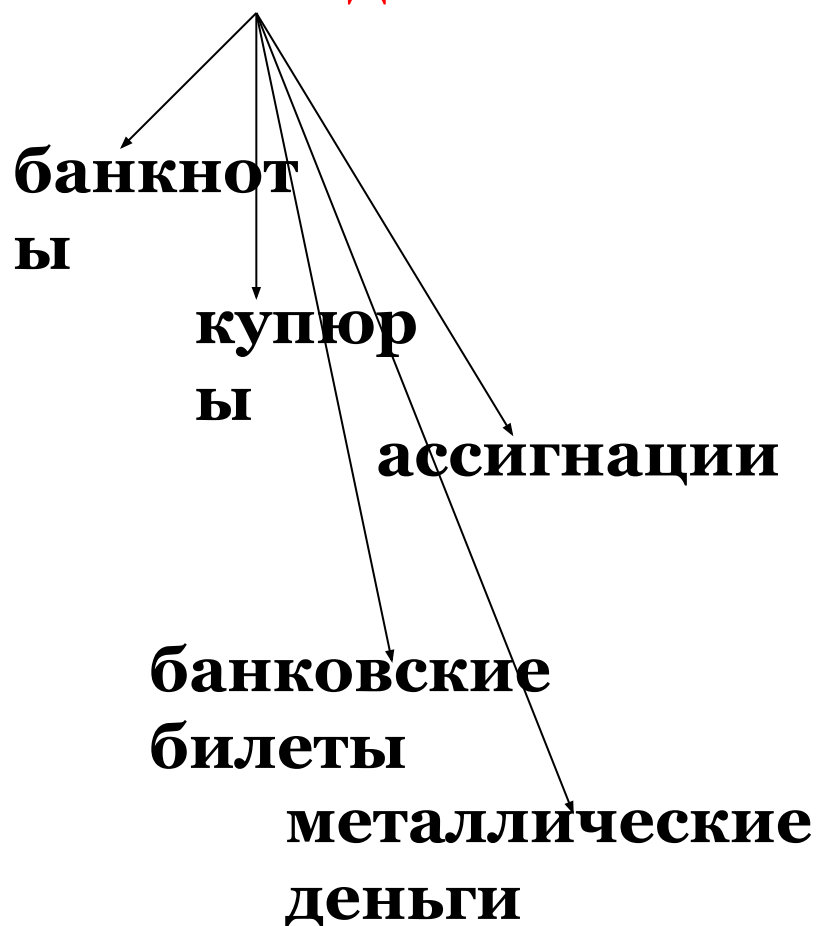 банкнот
ы
купюр
ы
ассигнации
банковские
билеты
металлические
деньги